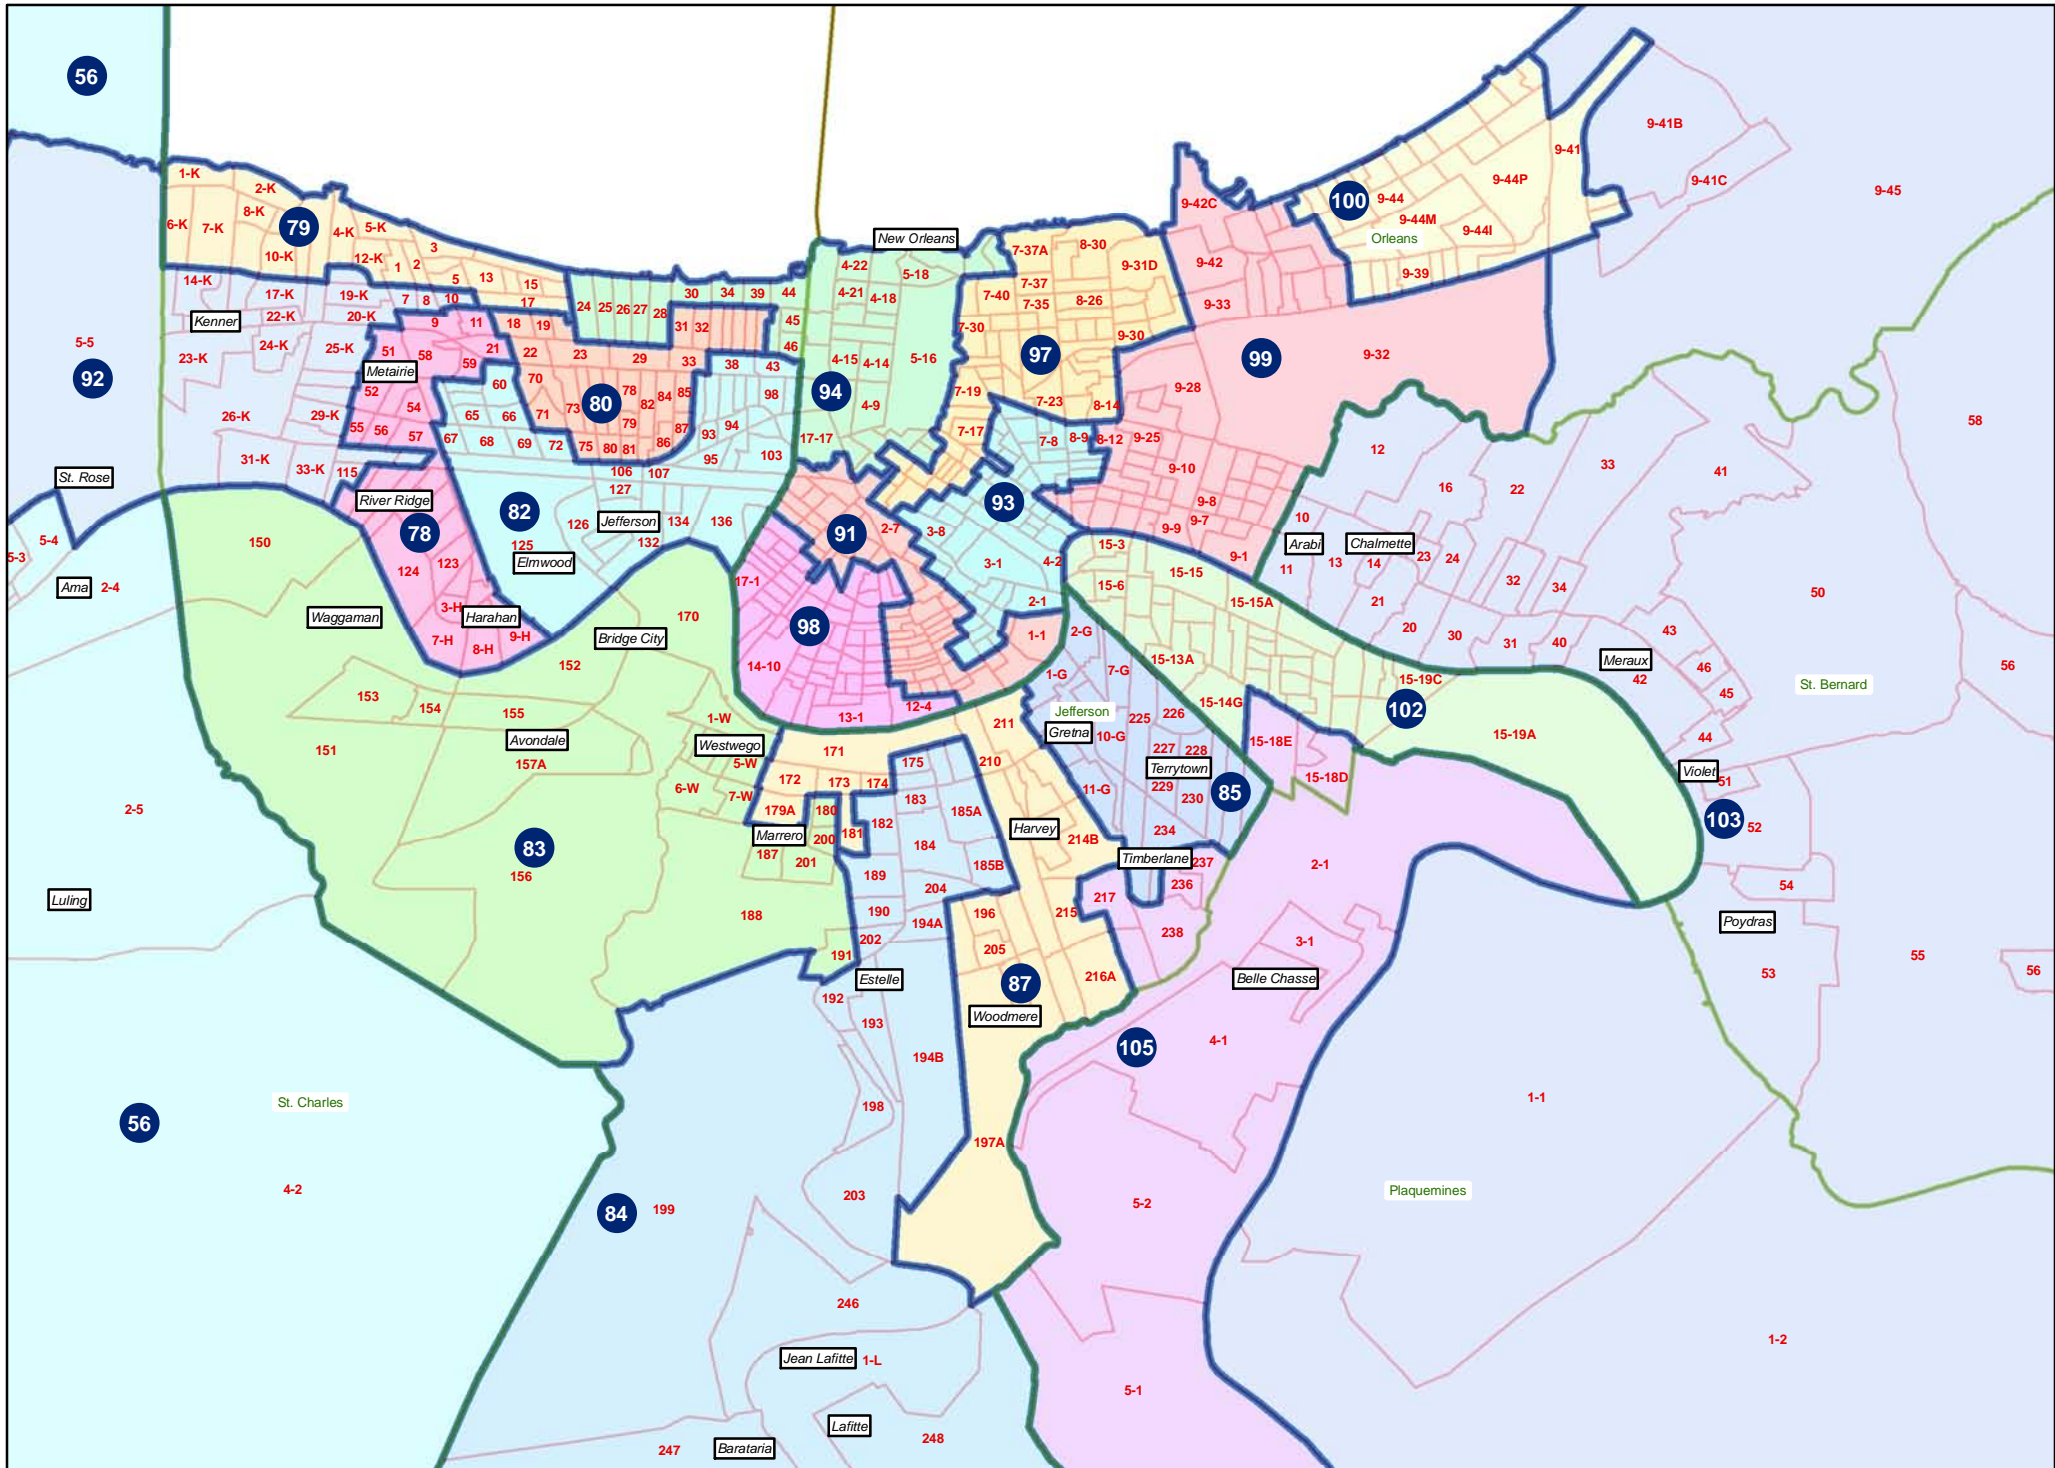 56
1-K
2-K
8-K
79
6-K
7-K
4-K
5-K
3
10-K
12-K
1
2
5
13
15
17
14-K
17-K
19-K
7
8
10
Kenner
22-K
20-K
9
11
18
19
24
25
26
27
28
30
34
39
44
31
32
45
46
5-5
92
23-K
24-K
25-K
51
58
21
59
22
23
29
33
38
43
Metairie
52
54
60
70
80
78
82
84
85
98
26-K
29-K
55
56
57
65
66
71
73
79
87
93
94
67
68
69
72
75
80
81
86
95
103
31-K
33-K
115
106
107
127
St. Rose
River Ridge
78
82
126
Jefferson
134
136
132
125
Elmwood
5-3
5-4
Ama
2-4
150
124
123
3-H
Harahan
7-H
8-H
9-H
Waggaman
Bridge City
170
152
153
154
155
151
Avondale
157A
1-W
Westwego
5-W
6-W
7-W
2-5
83
156
Luling
New Orleans
4-22
5-18
4-21
4-18
4-15
4-14
5-16
94
4-9
17-17
7-37A
8-30
7-37
7-40
7-35
8-26
9-31D
7-30
9-30
97
7-19
7-23
8-14
7-17
7-8
8-9
8-12
93
9-42C
9-42
9-33
99
9-32
9-28
9-25
9-10
9-8
9-9
9-7
9-1
100
9-44
9-44M
9-44I
9-44P
Orleans
9-39
9-41
9-41B
9-41C
9-45
91
2-7
3-8
3-1
4-2
2-1
1-1
17-1
98
14-10
13-1
12-4
15-3
15-15
15-6
15-15A
2-G
15-13A
1-G
7-G
15-14G
15-19C
102
15-19A
15-18E
15-18D
Jefferson
Gretna
10-G
225
226
227
228
Terrytown
229
230
85
11-G
234
211
210
171
172
173
174
175
179A
180
181
182
183
185A
Marrero
200
187
201
184
185B
Harvey
214B
Timberlane
237
236
217
238
189
204
190
194A
196
215
205
188
202
191
Estelle
87
216A
Woodmere
192
193
194B
198
197A
203
12
33
41
58
16
22
10
Arabi
Chalmette
11
13
14
23
24
32
34
21
20
30
31
40
50
43
Meraux
46
42
45
44
56
St. Bernard
Violet
51
103
52
54
Poydras
53
55
56
2-1
3-1
Belle Chasse
105
4-1
5-2
5-1
1-1
Plaquemines
1-2
St. Charles
56
4-2
84
199
246
Jean Lafitte
1-L
Lafitte
247
Barataria
248